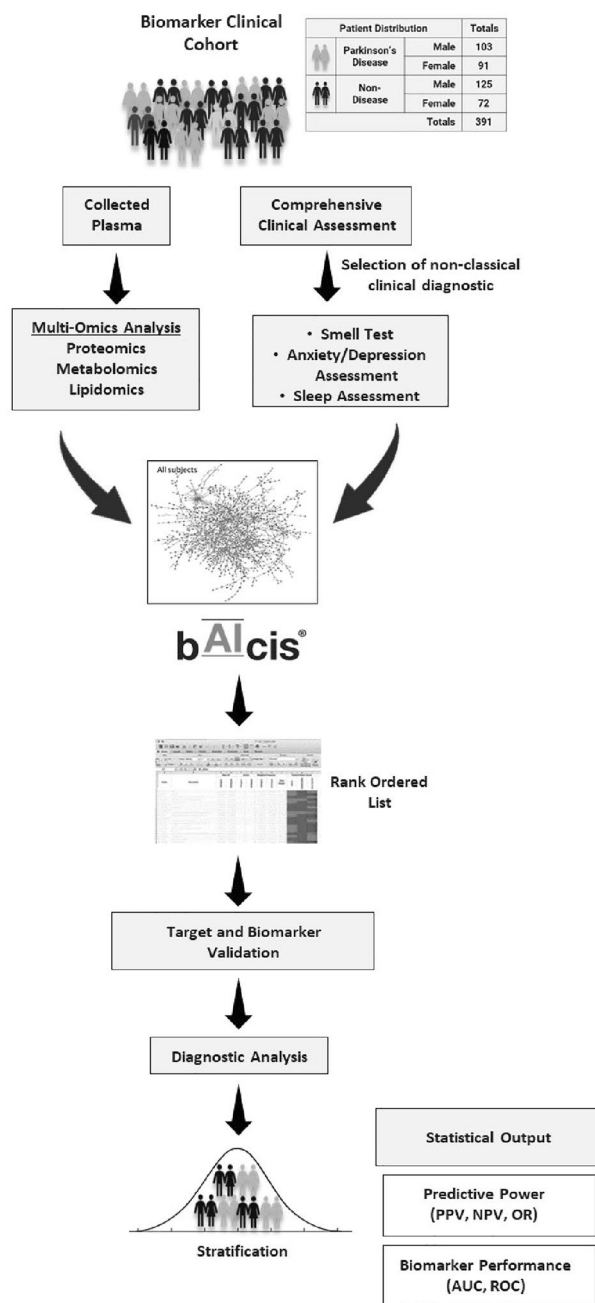 Biomarker Clinical
Cohort
Patient Distribution Totals
Parkinson's
Disease
Male 103
Female 91
Non-
Disease
Male 125
Female 72
Totals 391
Collected
Plasma
Comprehensive
Clinical Assessment
Selection of non-classical
clinical diagnostic
Multi-Omics Analysis
Proteomics
Metabolomics
Lipidomics
• Smell Test
• Anxiety/Depression
Assessment
• Sleep Assessment
All subjects
bAIcis®
Rank Ordered
List
Target and Biomarker
Validation
Diagnostic Analysis
Stratification
Statistical Output
Predictive Power
(PPV, NPV, OR)
Biomarker Performance
(AUC, ROC)